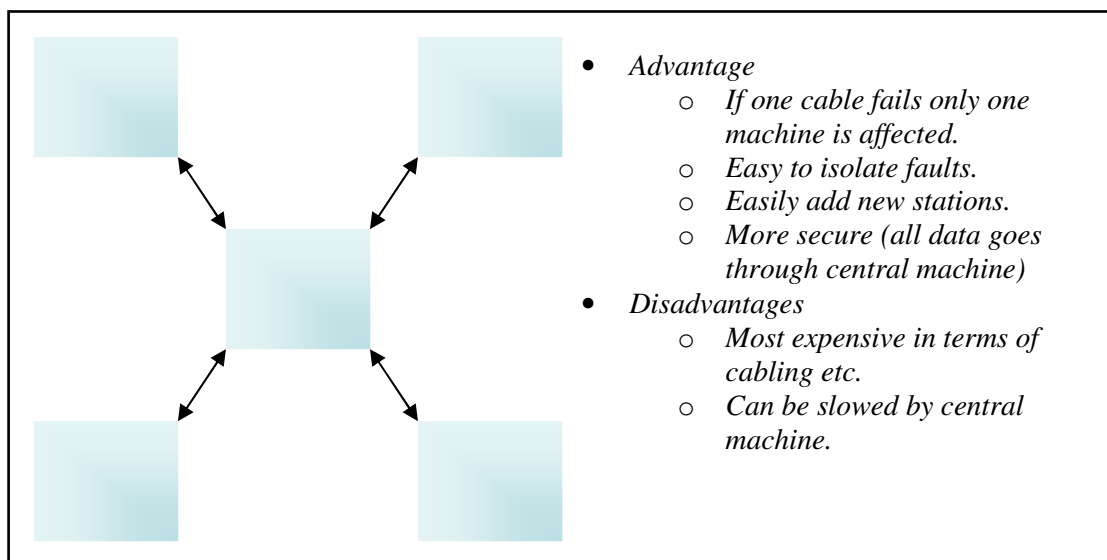 • Advantage
o If one cable fails only one
machine is affected.
o Easy to isolate faults.
o Easily add new stations.
o More secure (all data goes
through central machine)
• Disadvantages
o Most expensive in terms of
cabling etc.
o Can be slowed by central
machine.